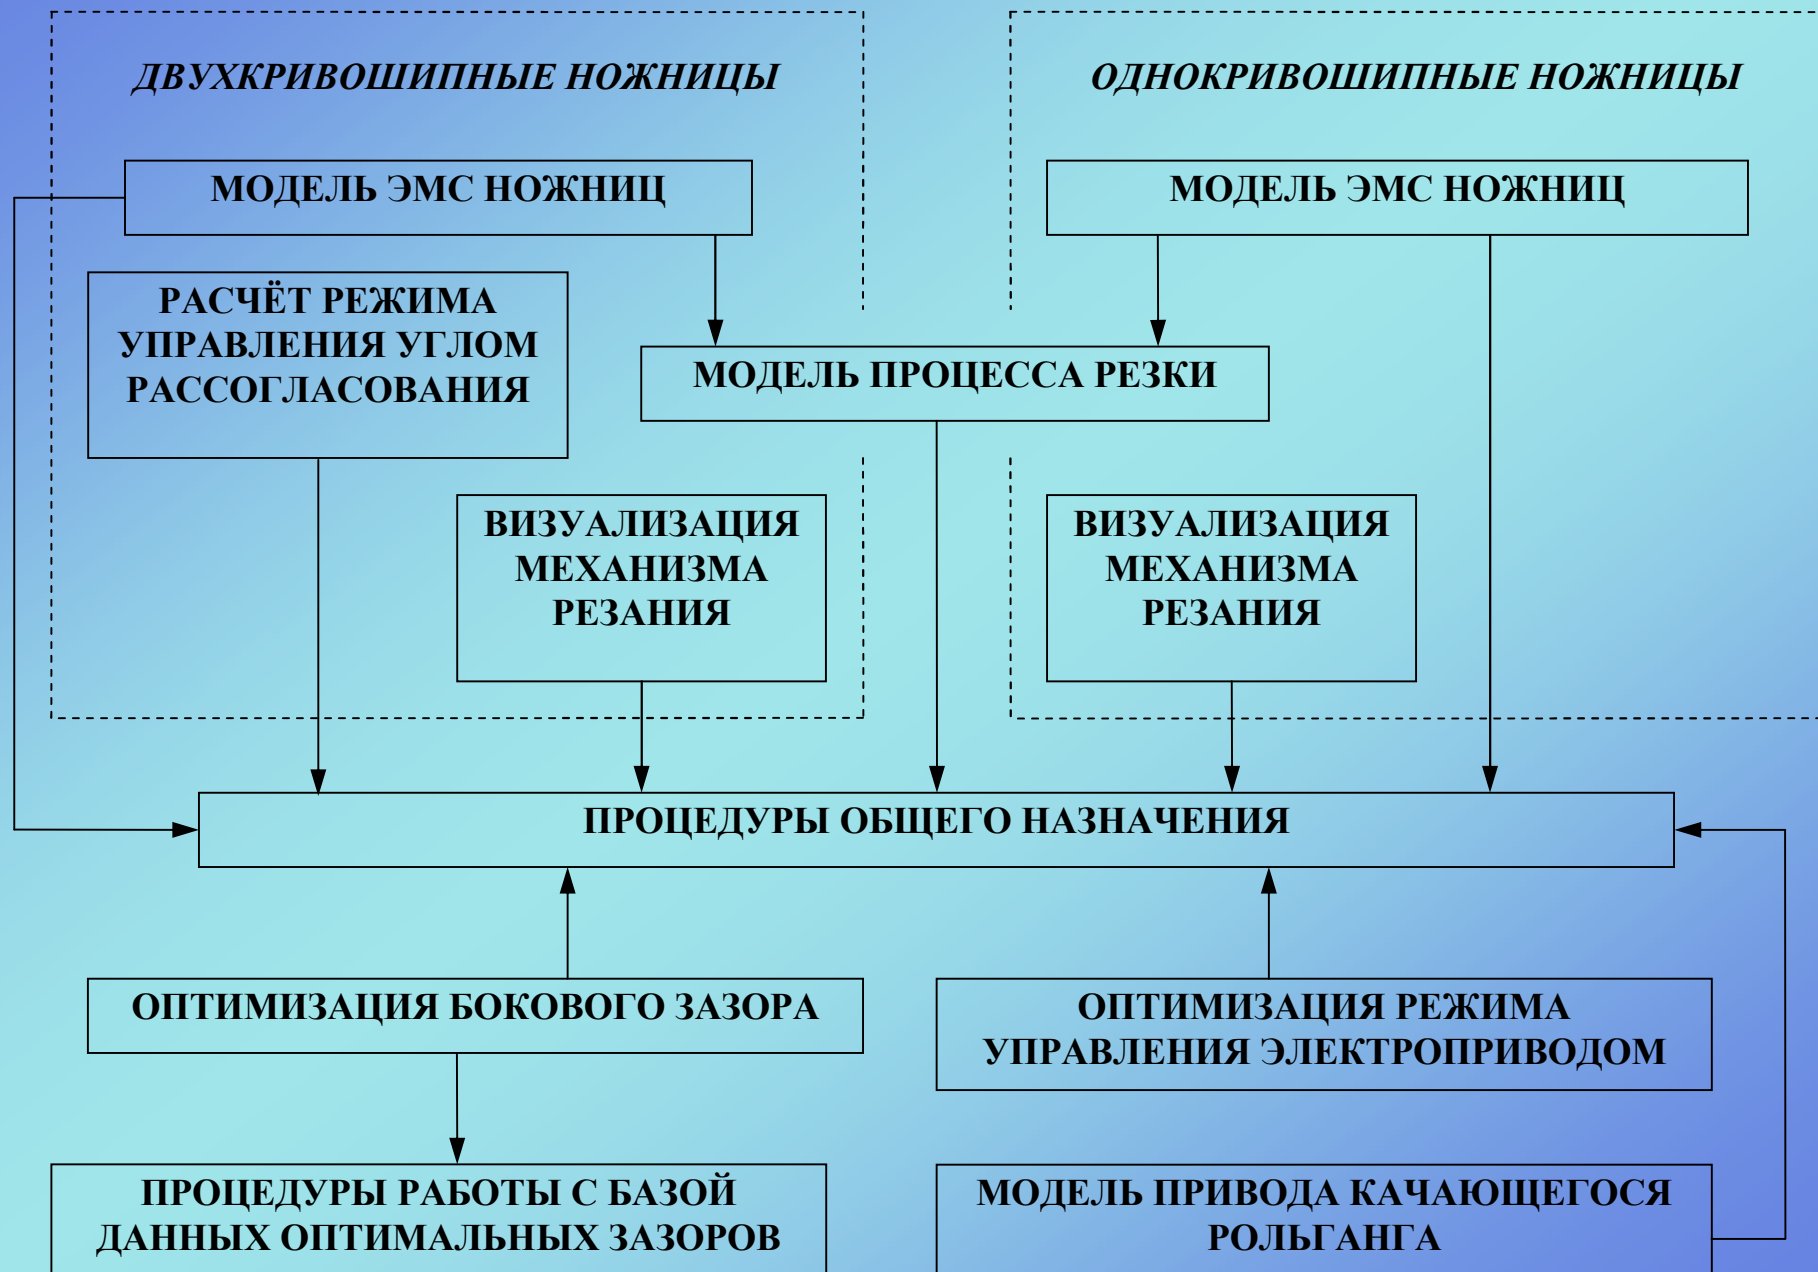 ДВУХКРИВОШИПНЫЕ НОЖНИЦЫ
ОДНОКРИВОШИПНЫЕ НОЖНИЦЫ
МОДЕЛЬ ЭМС НОЖНИЦ
МОДЕЛЬ ЭМС НОЖНИЦ
РАСЧЁТ РЕЖИМА
УПРАВЛЕНИЯ УГЛОМ
РАССОГЛАСОВАНИЯ
МОДЕЛЬ ПРОЦЕССА РЕЗКИ
ВИЗУАЛИЗАЦИЯ
МЕХАНИЗМА
РЕЗАНИЯ
ВИЗУАЛИЗАЦИЯ
МЕХАНИЗМА
РЕЗАНИЯ
ПРОЦЕДУРЫ ОБЩЕГО НАЗНАЧЕНИЯ
ОПТИМИЗАЦИЯ БОКОВОГО ЗАЗОРА
ОПТИМИЗАЦИЯ РЕЖИМА
УПРАВЛЕНИЯ ЭЛЕКТРОПРИВОДОМ
ПРОЦЕДУРЫ РАБОТЫ С БАЗОЙ
ДАННЫХ ОПТИМАЛЬНЫХ ЗАЗОРОВ
МОДЕЛЬ ПРИВОДА КАЧАЮЩЕГОСЯ
РОЛЬГАНГА